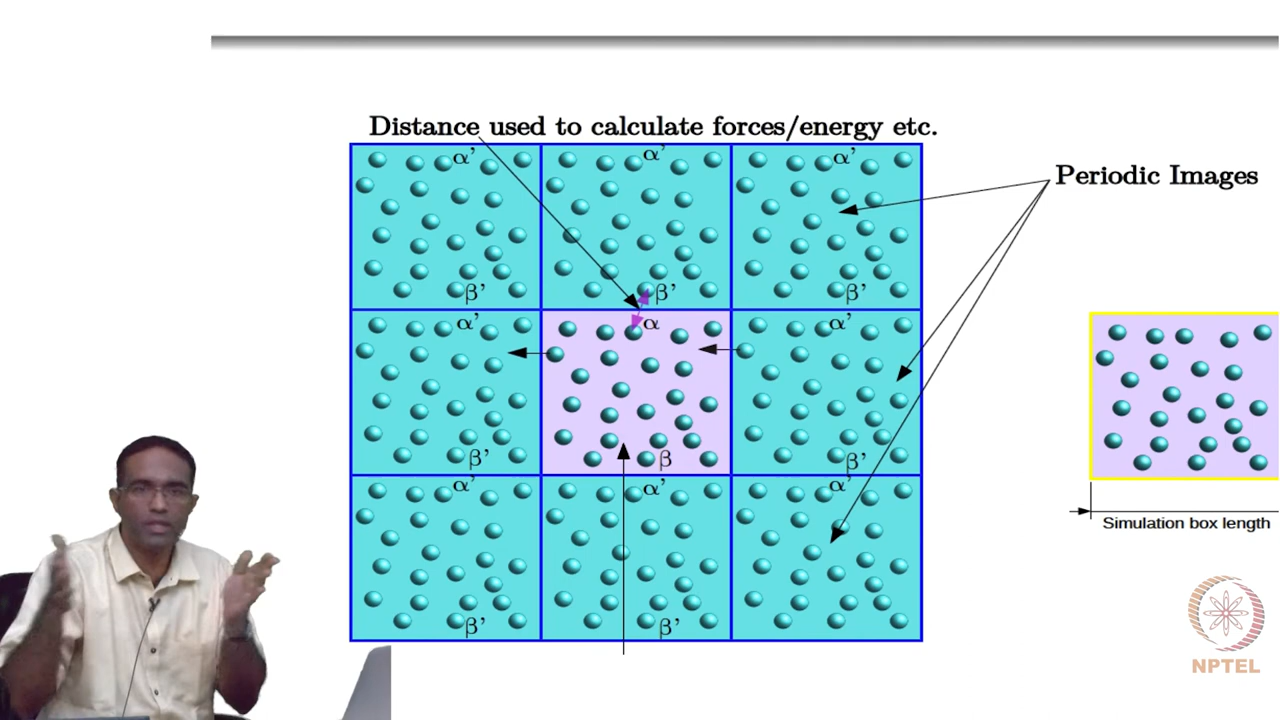 Distance used to calculate forces/energy etc.
α' α' α'
Periodic Images
β' β' β'
α' α α'
β' β β'
Simulation box length
α' α' α'
β' β'
NPTEL